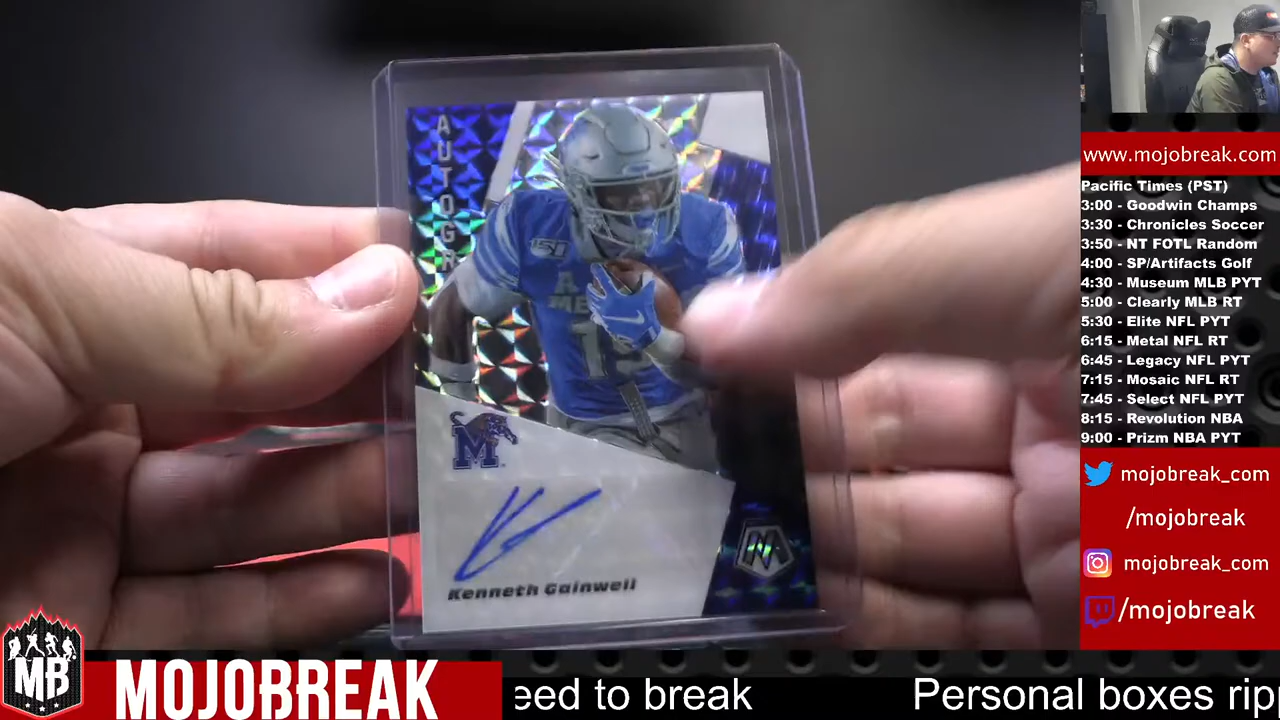 AUTOGR
150
M
Kenneth Gainwell
www.mojobreak.com
Pacific Times (PST)
3:00 - Goodwin Champs
3:30 - Chronicles Soccer
3:50 - NT FOTL Random
4:00 - SP/Artifacts Golf
4:30 - Museum MLB PYT
5:00 - Clearly MLB RT
5:30 - Elite NFL PYT
6:15 - Metal NFL RT
6:45 - Legacy NFL PYT
7:15 - Mosaic NFL RT
7:45 - Select NFL PYT
8:15 - Revolution NBA
9:00 - Prizm NBA PYT
mojobreak_com
/mojobreak
mojobreak_com
/mojobreak
MB
MOJOBREAK
eed to break
Personal boxes rip